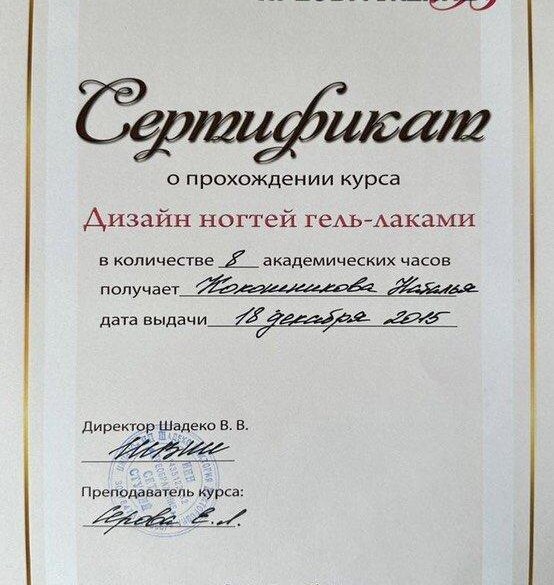 Сертификат
о прохождении курса
Дизайн ногтей гель-лаками
в количестве 8 академических часов
получает Кокошникова Наталья
дата выдачи 18 декабря 2015
Директор Шадеко В. В.
Преподаватель курса:
Серова Е. Л.